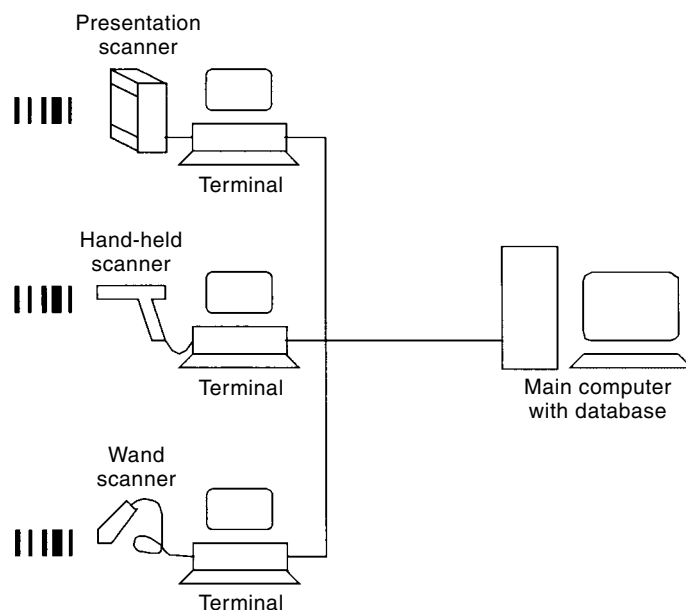 Presentation
scanner
Terminal
Hand-held
scanner
Terminal
Main computer
with database
Wand
scanner
Terminal